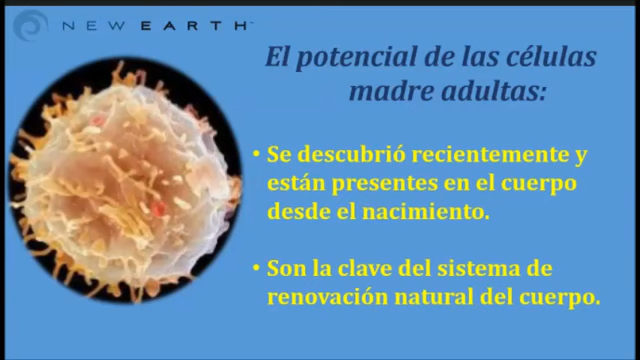 NEW EARTH™
El potencial de las células
madre adultas:
• Se descubrió recientemente y
están presentes en el cuerpo
desde el nacimiento.
• Son la clave del sistema de
renovación natural del cuerpo.